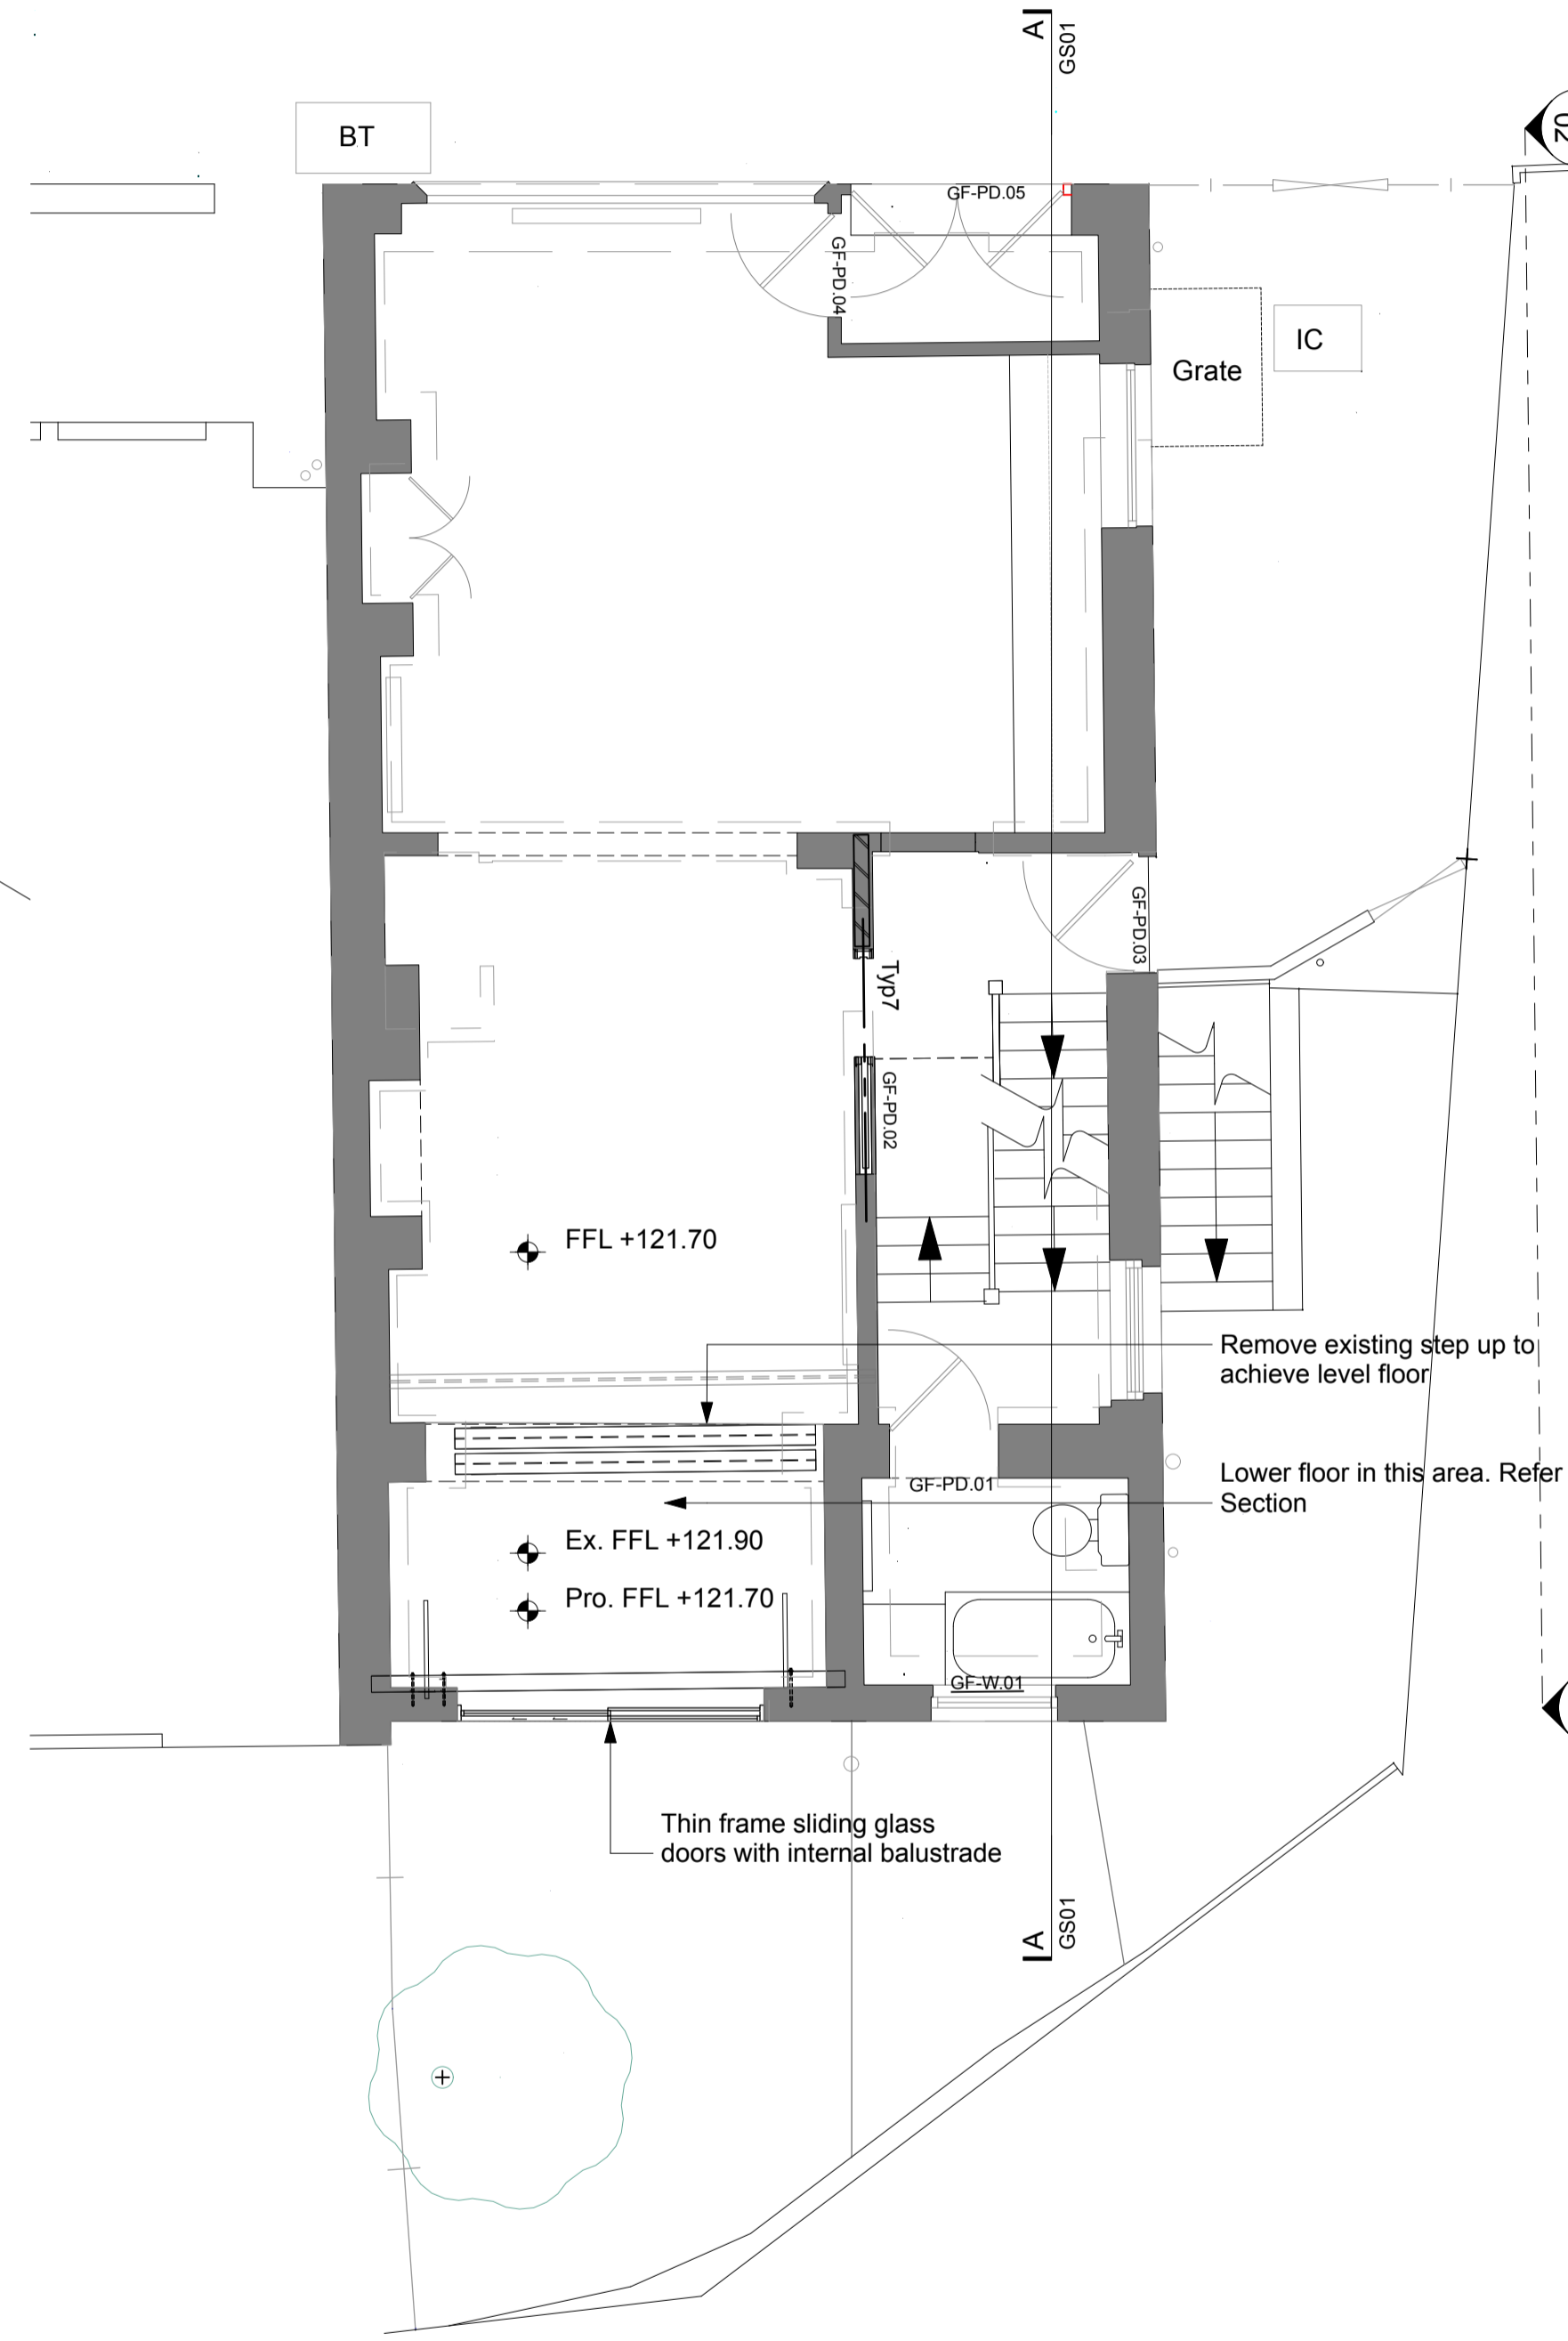 A
GS01
02
BT
GF-PD.05
GF-PD.04
IC
Grate
GF-PD.03
Typ7
GF-PD.02
FFL +121.70
Remove existing step up to
achieve level floor
Lower floor in this area. Refer
Section
GF-PD.01
Ex. FFL +121.90
Pro. FFL +121.70
GF-W.01
Thin frame sliding glass
doors with internal balustrade
A
GS01